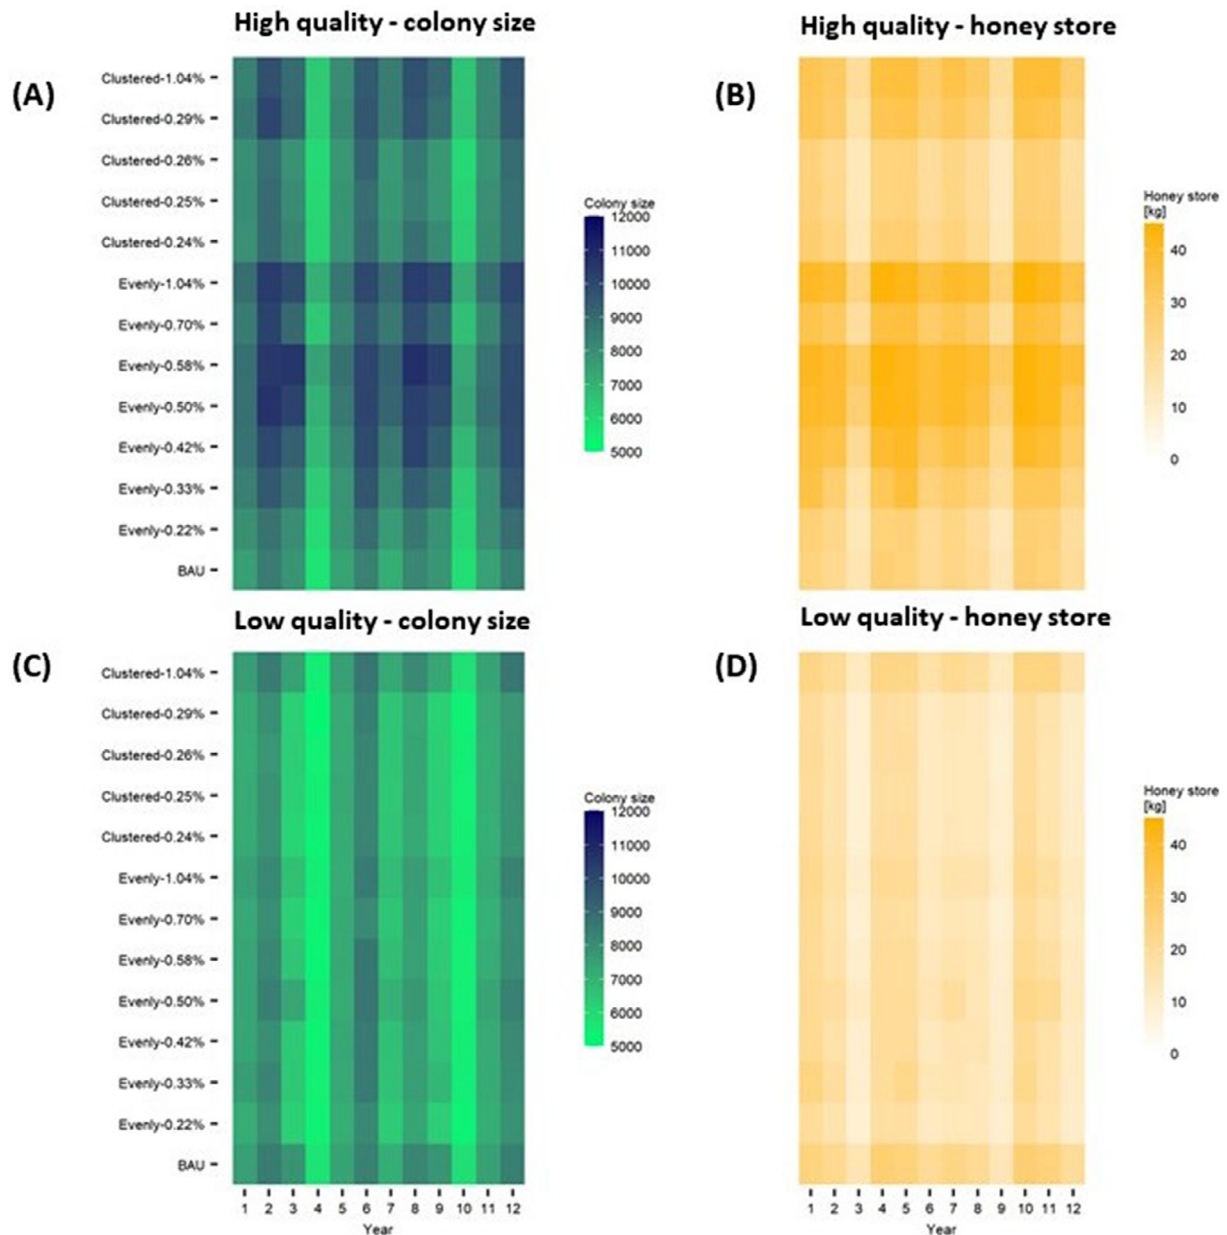 High quality - colony size
High quality - honey store
(A)
(B)
Clustered-1.04%
Clustered-0.29%
Clustered-0.26%
Clustered-0.25%
Clustered-0.24%
Evenly-1.04%
Evenly-0.70%
Evenly-0.58%
Evenly-0.50%
Evenly-0.42%
Evenly-0.33%
Evenly-0.22%
BAU
Colony size
12000
11000
10000
9000
8000
7000
6000
5000
Honey store
[kg]
40
30
20
10
0
Low quality - colony size
Low quality - honey store
(C)
(D)
Clustered-1.04%
Clustered-0.29%
Clustered-0.26%
Clustered-0.25%
Clustered-0.24%
Evenly-1.04%
Evenly-0.70%
Evenly-0.58%
Evenly-0.50%
Evenly-0.42%
Evenly-0.33%
Evenly-0.22%
BAU
Colony size
12000
11000
10000
9000
8000
7000
6000
5000
Honey store
[kg]
40
30
20
10
0
1 2 3 4 5 6 7 8 9 10 11 12
Year
1 2 3 4 5 6 7 8 9 10 11 12
Year